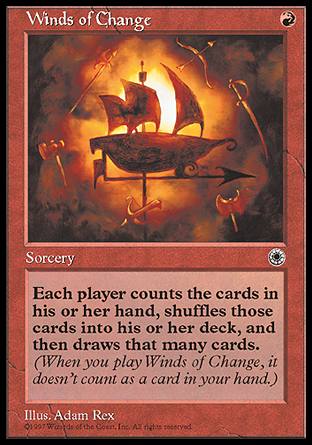 Winds of Change
Sorcery
Each player counts the cards in
his or her hand, shuffles those
cards into his or her deck, and
then draws that many cards.
(When you play Winds of Change, it
doesn't count as a card in your hand.)
Illus. Adam Rex
©1997 Wizards of the Coast, Inc. All rights reserved.